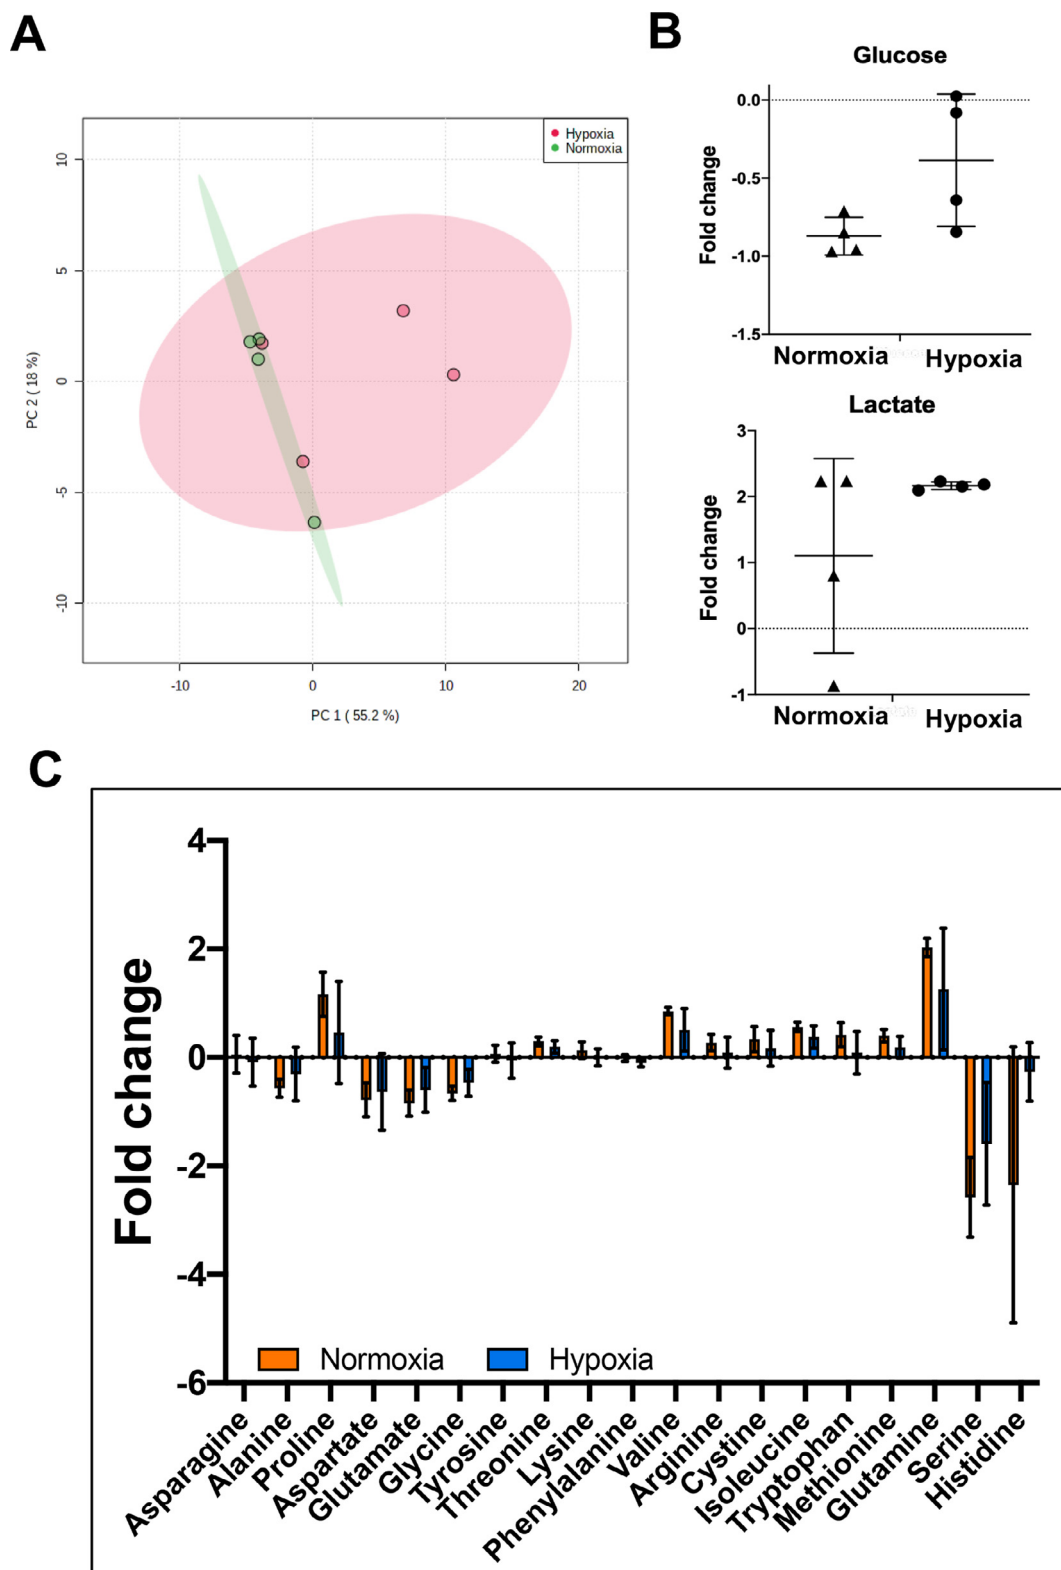 A
Hypoxia
Normoxia
10
5
0
-5
-10
PC 2 ( 18 %)
-10
0
10
20
PC 1 ( 55.2 %)
B
Glucose
0.0
-0.5
-1.0
-1.5
Fold change
Normoxia
Hypoxia
Lactate
3
2
1
0
-1
Fold change
Normoxia
Hypoxia
C
4
2
0
-2
-4
-6
Fold change
Normoxia
Hypoxia
Asparagine
Alanine
Proline
Aspartate
Glutamate
Glycine
Tyrosine
Threonine
Lysine
Phenylalanine
Valine
Arginine
Cystine
Isoleucine
Tryptophan
Methionine
Glutamine
Serine
Histidine